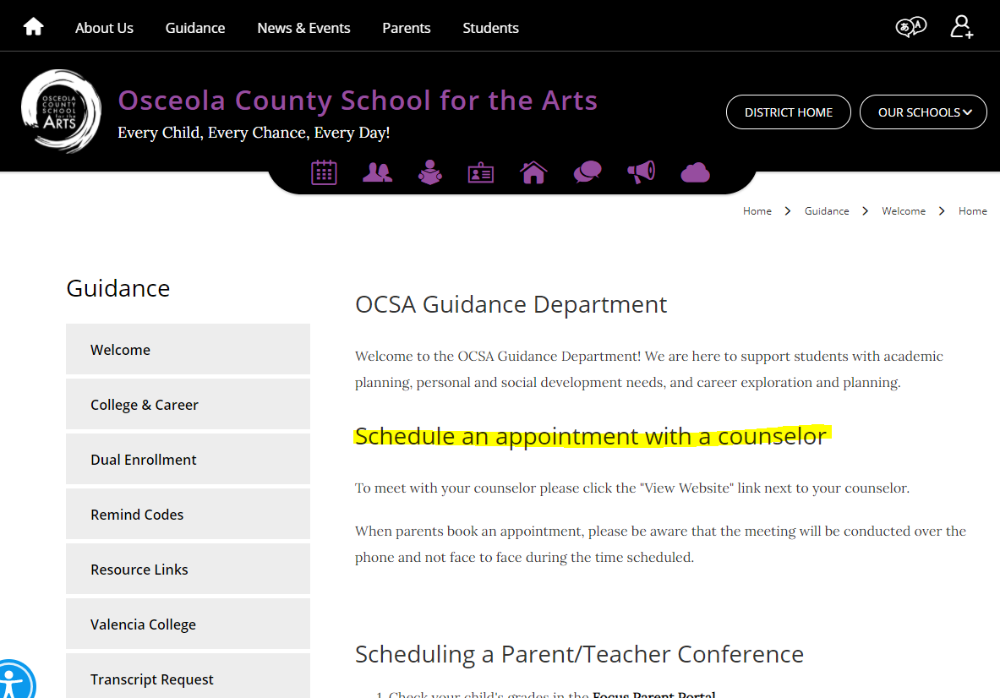 About Us Guidance News & Events Parents Students
あ A
OSCEOLA
COUNTY
SCHOOL
for the
ARTS
Osceola County School for the Arts
Every Child, Every Chance, Every Day!
DISTRICT HOME
OUR SCHOOLS
Home > Guidance > Welcome > Home
Guidance
Welcome
College & Career
Dual Enrollment
Remind Codes
Resource Links
Valencia College
Transcript Request
OCSA Guidance Department
Welcome to the OCSA Guidance Department! We are here to support students with academic
planning, personal and social development needs, and career exploration and planning.
Schedule an appointment with a counselor
To meet with your counselor please click the "View Website" link next to your counselor.
When parents book an appointment, please be aware that the meeting will be conducted over the
phone and not face to face during the time scheduled.
Scheduling a Parent/Teacher Conference
1. Check your child's grades in the Focus Parent Portal